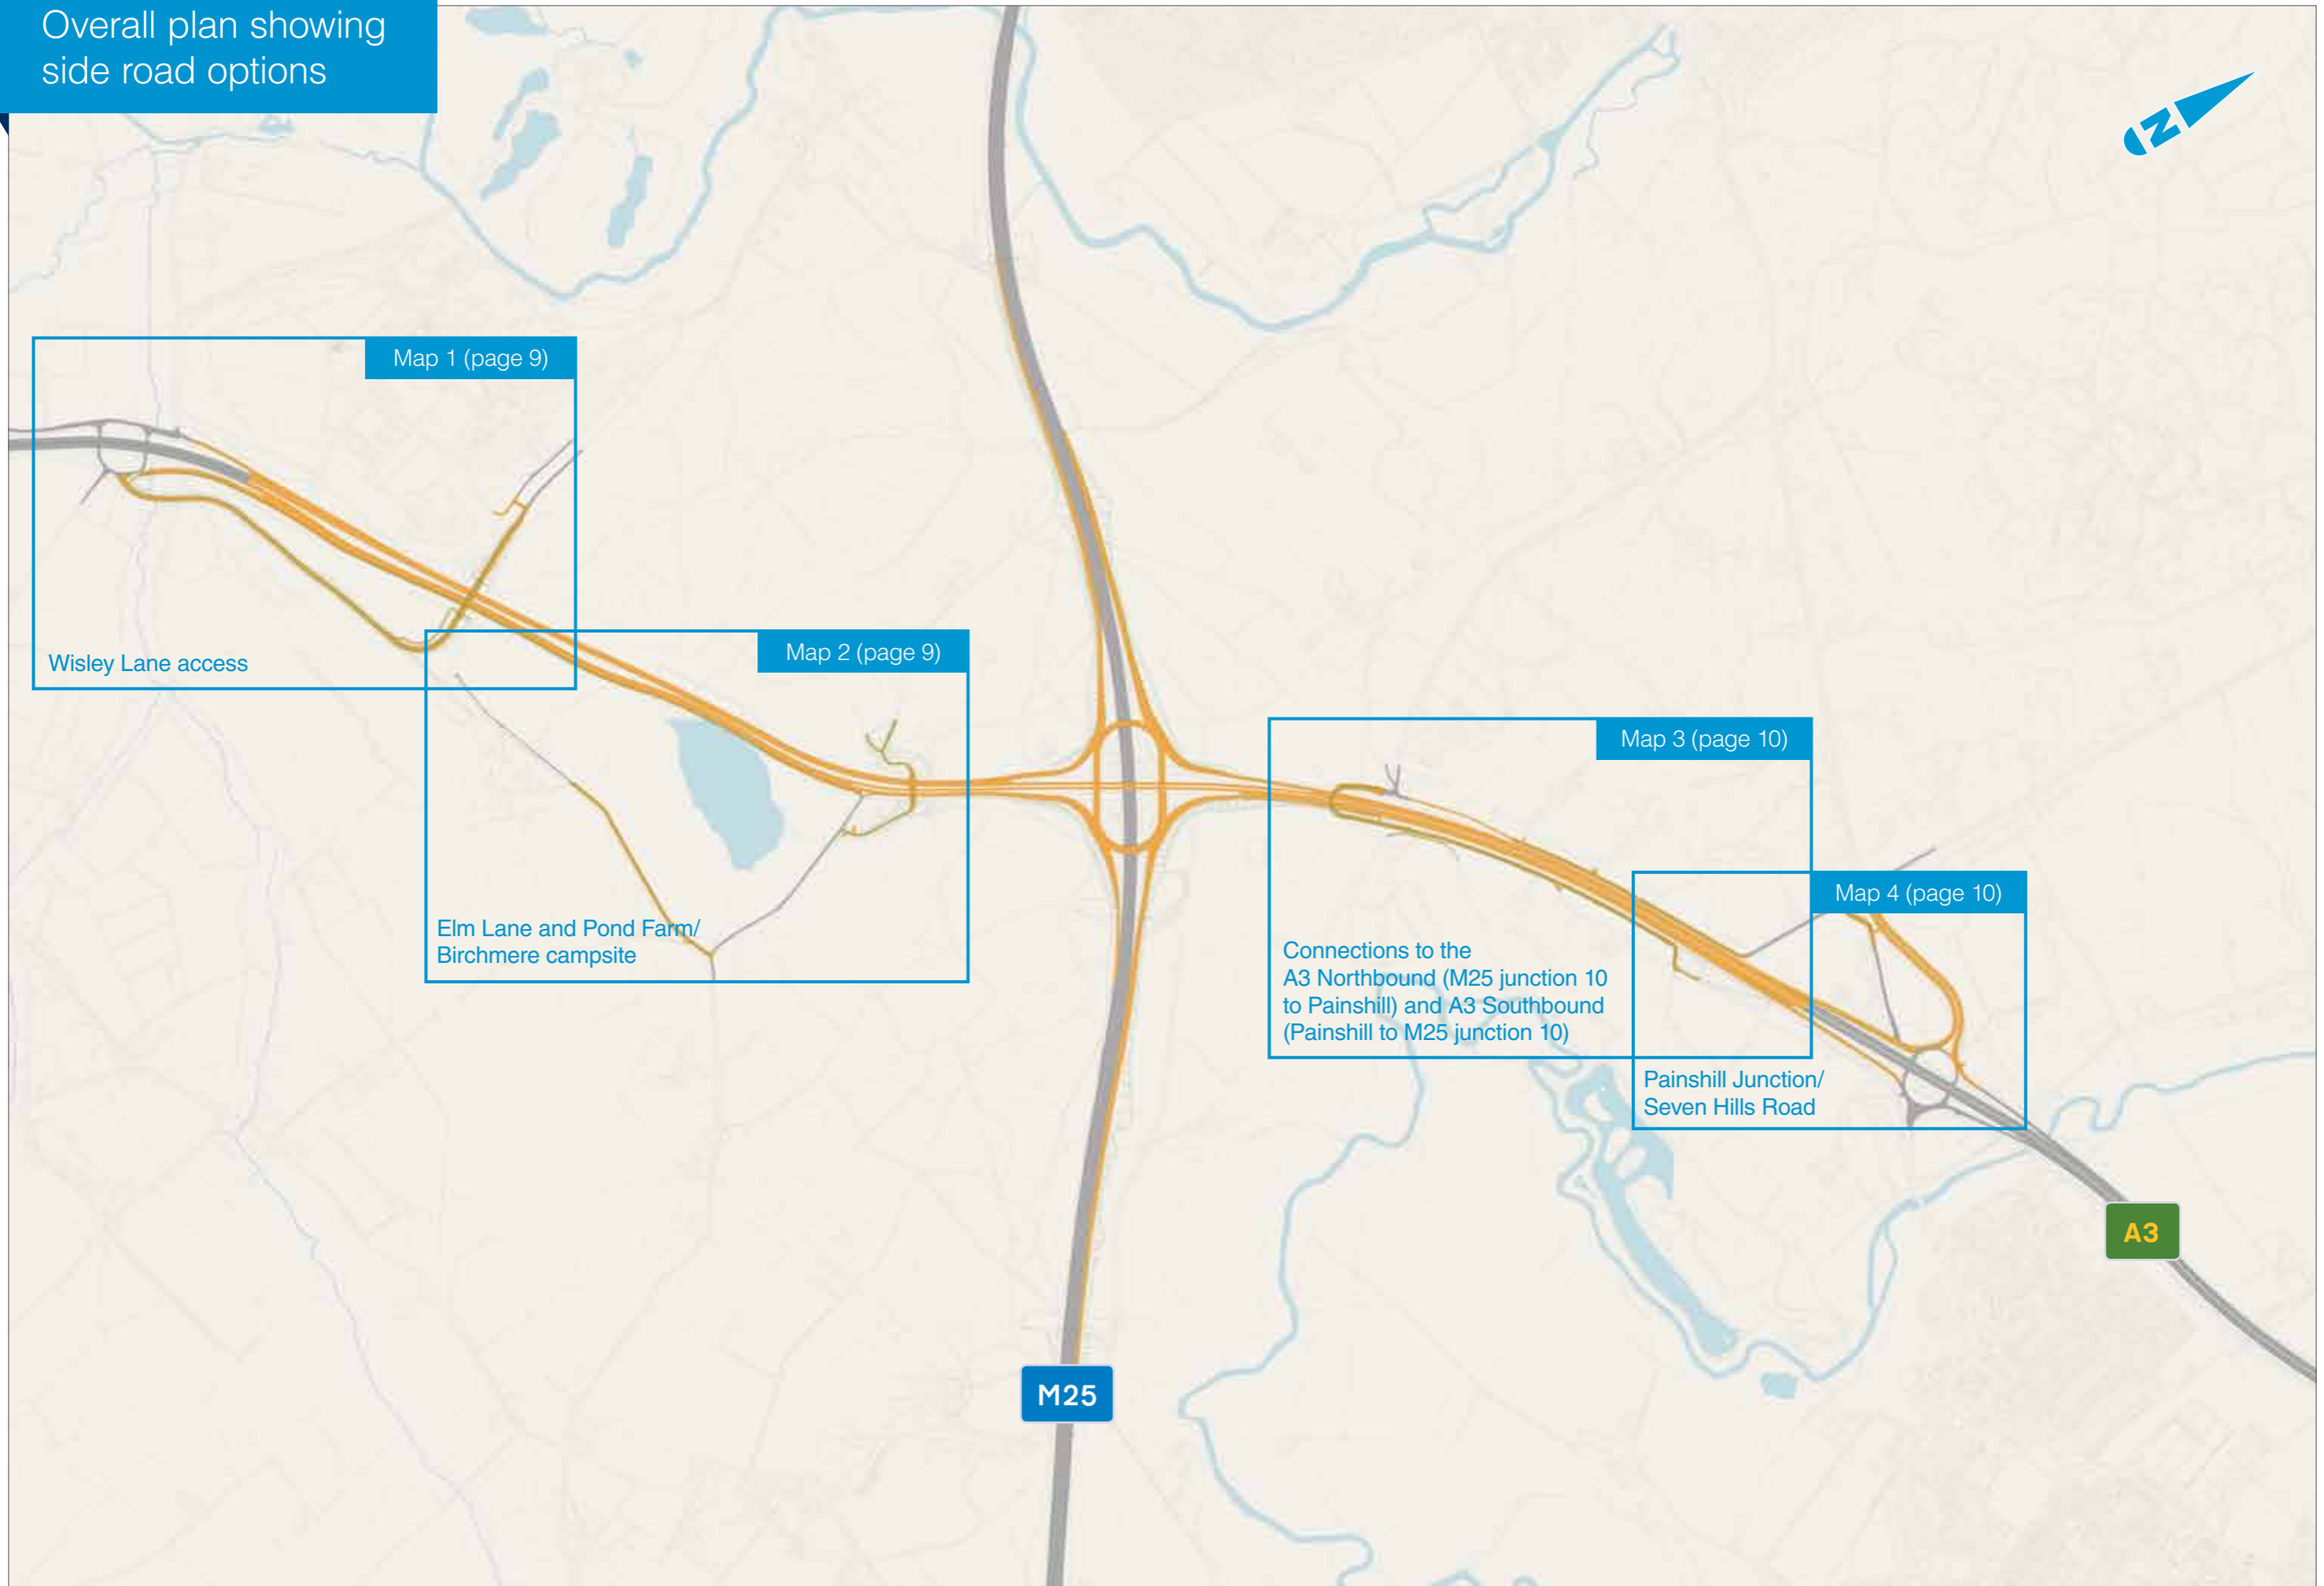 Overall plan showing
side road options
N
Map 1 (page 9)
Wisley Lane access
Map 2 (page 9)
Elm Lane and Pond Farm/
Birchmere campsite
Map 3 (page 10)
Connections to the
A3 Northbound (M25 junction 10
to Painshill) and A3 Southbound
(Painshill to M25 junction 10)
Map 4 (page 10)
Painshill Junction/
Seven Hills Road
A3
M25